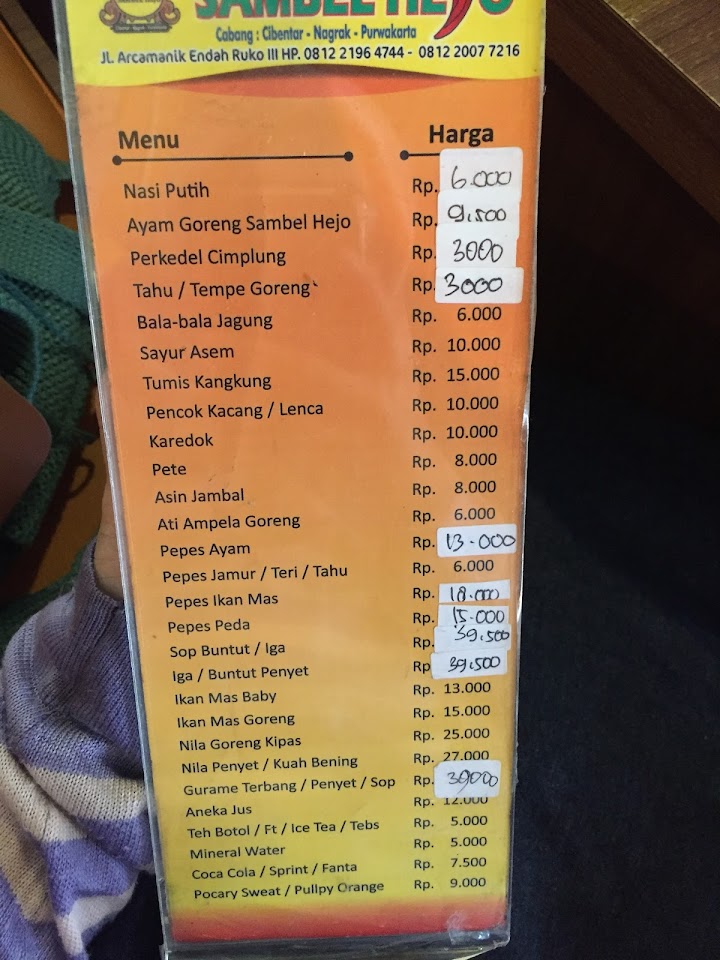 SAMBEL HEJO
Cabang : Cibentar - Nagrak - Purwakarta
JL. Arcamanik Endah Ruko III HP. 0812 2196 4744 - 0812 2007 7216
Menu Harga
Nasi Putih Rp. 6.000
Ayam Goreng Sambel Hejo Rp. 9.500
Perkedel Cimplung Rp. 3000
Tahu / Tempe Goreng Rp. 3000
Bala-bala Jagung Rp. 6.000
Sayur Asem Rp. 10.000
Tumis Kangkung Rp. 15.000
Pencok Kacang / Lenca Rp. 10.000
Karedok Rp. 10.000
Pete Rp. 8.000
Asin Jambal Rp. 8.000
Ati Ampela Goreng Rp. 6.000
Pepes Ayam Rp. 13.000
Pepes Jamur / Teri / Tahu Rp. 6.000
Pepes Ikan Mas Rp. 18.000
Pepes Peda Rp. 15.000
Sop Buntut / Iga Rp. 39.500
Iga / Buntut Penyet Rp 39.500
Ikan Mas Baby Rp. 13.000
Ikan Mas Goreng Rp. 15.000
Nila Goreng Kipas Rp. 25.000
Nila Penyet / Kuah Bening Rp. 27.000
Gurame Terbang / Penyet / Sop Rp.
Aneka Jus Rp. 12.000
Teh Botol / Ft / Ice Tea / Tebs Rp. 5.000
Mineral Water Rp. 5.000
Coca Cola / Sprint / Fanta Rp. 7.500
Pocary Sweat / Pullpy Orange Rp. 9.000